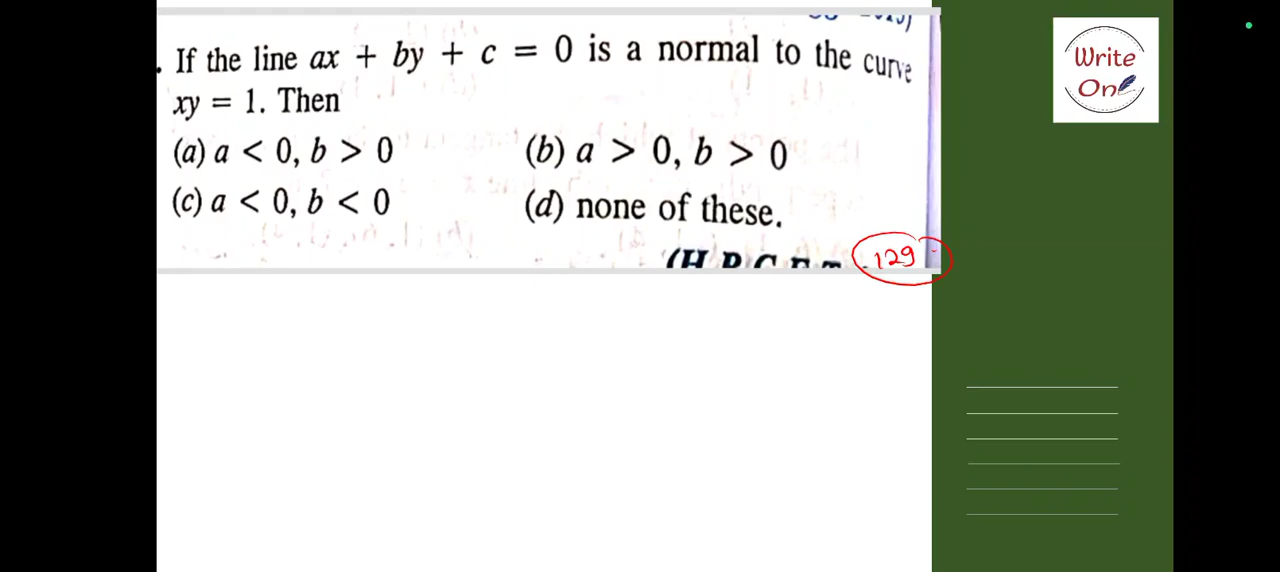 . If the line ax + by + c = 0 is a normal to the curve
xy = 1. Then
(a) a < 0, b > 0 (b) a > 0, b > 0
(c) a < 0, b < 0 (d) none of these.
129
Write
On